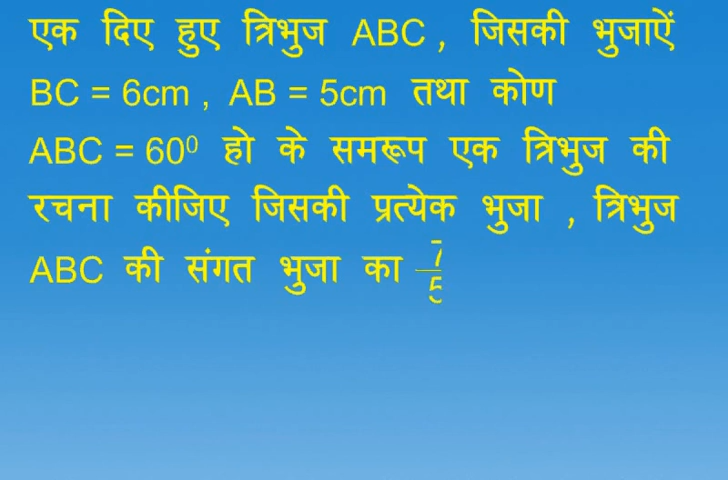 एक दिए हुए त्रिभुज ABC , जिसकी भुजाऐं
BC = 6cm , AB = 5cm तथा कोण
ABC = 60⁰ हो के समरूप एक त्रिभुज की
रचना कीजिए जिसकी प्रत्येक भुजा , त्रिभुज
ABC की संगत भुजा का 7/5